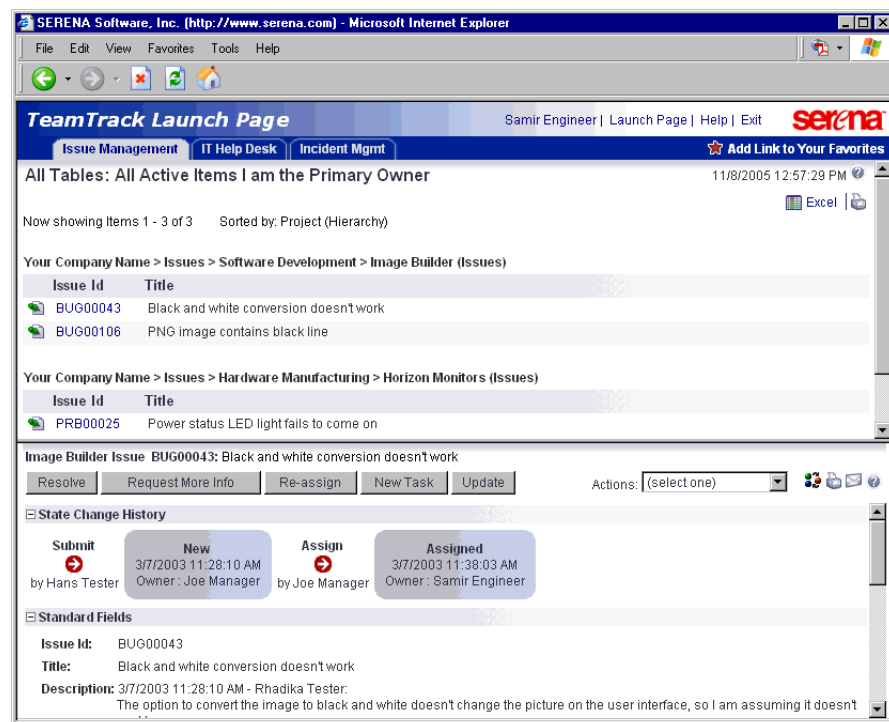 SERENA Software, Inc. (http://www.serena.com) - Microsoft Internet Explorer
File Edit View Favorites Tools Help
TeamTrack Launch Page Samir Engineer | Launch Page | Help | Exit serena
Issue Management IT Help Desk Incident Mgmt Add Link to Your Favorites
All Tables: All Active Items I am the Primary Owner 11/8/2005 12:57:29 PM
Excel
Now showing Items 1 - 3 of 3 Sorted by: Project (Hierarchy)
Your Company Name > Issues > Software Development > Image Builder (Issues)
Issue Id Title
BUG00043 Black and white conversion doesn't work
BUG00106 PNG image contains black line
Your Company Name > Issues > Hardware Manufacturing > Horizon Monitors (Issues)
Issue Id Title
PRB00025 Power status LED light fails to come on
Image Builder Issue BUG00043: Black and white conversion doesn't work
Resolve Request More Info Re-assign New Task Update Actions: (select one)
State Change History
Submit New Assign Assigned
3/7/2003 11:28:10 AM 3/7/2003 11:38:03 AM
by Hans Tester Owner : Joe Manager by Joe Manager Owner : Samir Engineer
Standard Fields
Issue Id: BUG00043
Title: Black and white conversion doesn't work
Description: 3/7/2003 11:28:10 AM - Rhadika Tester:
The option to convert the image to black and white doesn't change the picture on the user interface, so I am assuming it doesn't